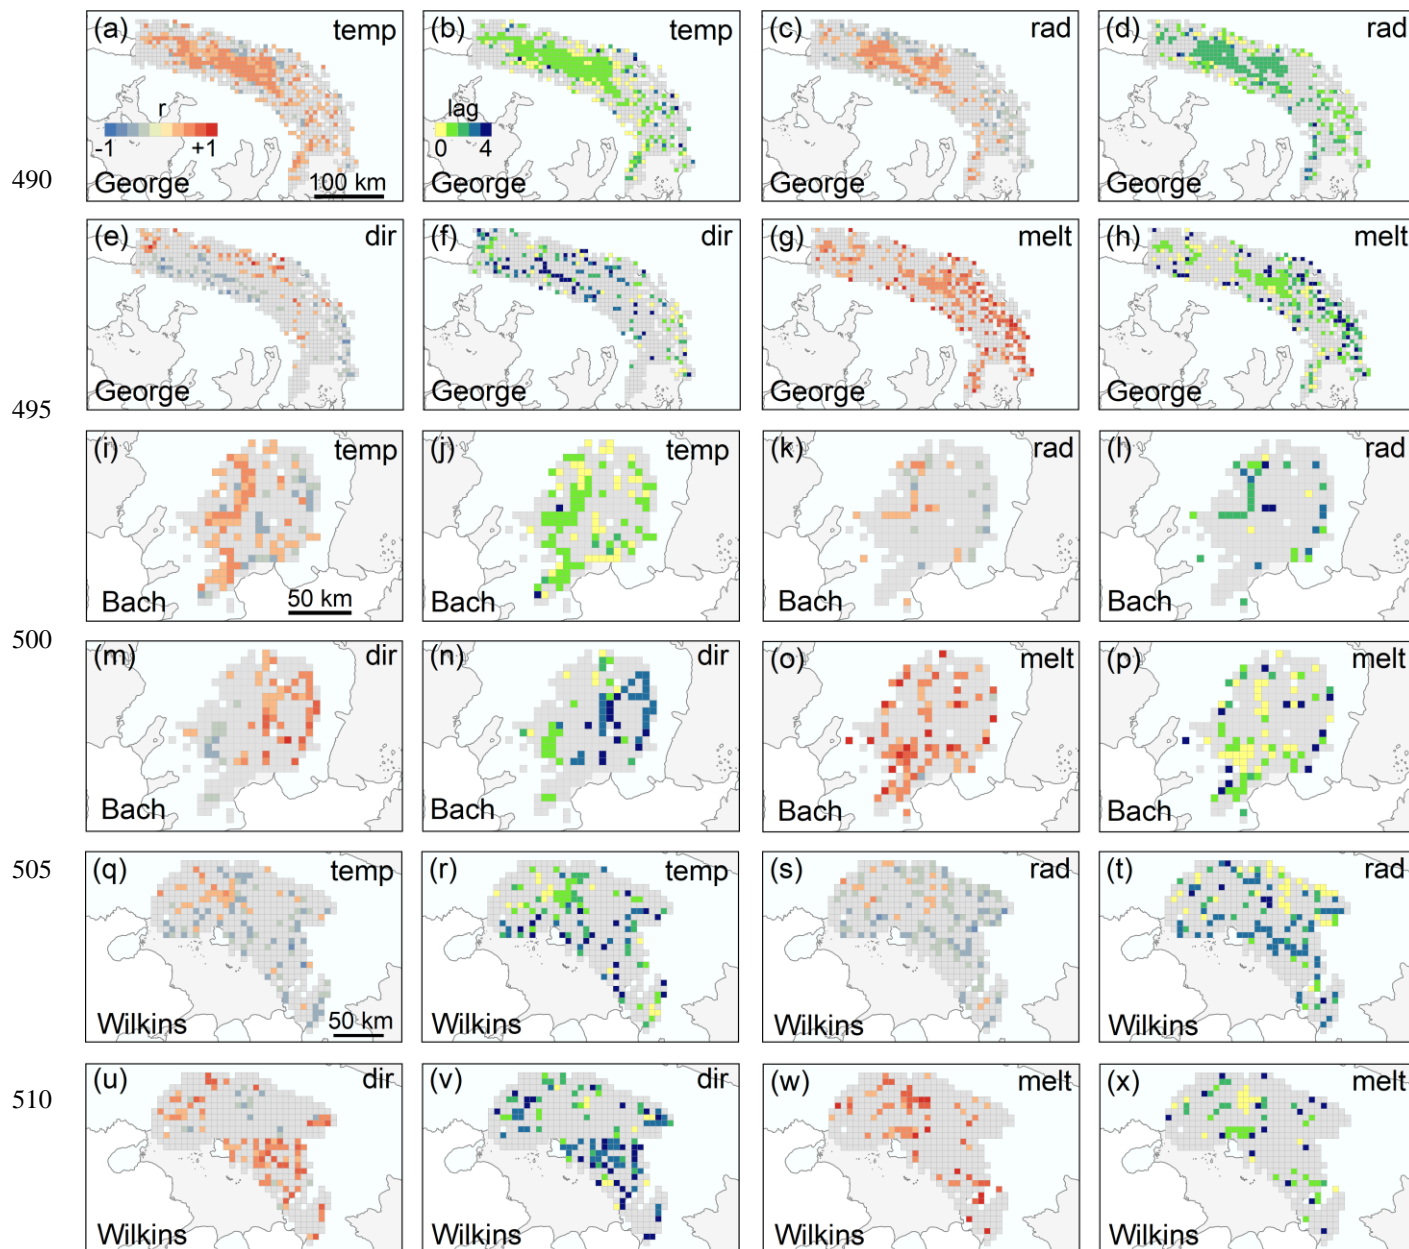 (a) temp (b) temp (c) rad (d) rad
r
-1 +1
lag
0 4
490 George 100 km George George George
(e) dir (f) dir (g) melt (h) melt
George George George George
495
(i) temp (j) temp (k) rad (l) rad
Bach 50 km Bach Bach Bach
500
(m) dir (n) dir (o) melt (p) melt
Bach Bach Bach Bach
(q) temp (r) temp (s) rad (t) rad
505
Wilkins 50 km Wilkins Wilkins Wilkins
(u) dir (v) dir (w) melt (x) melt
510
Wilkins Wilkins Wilkins Wilkins